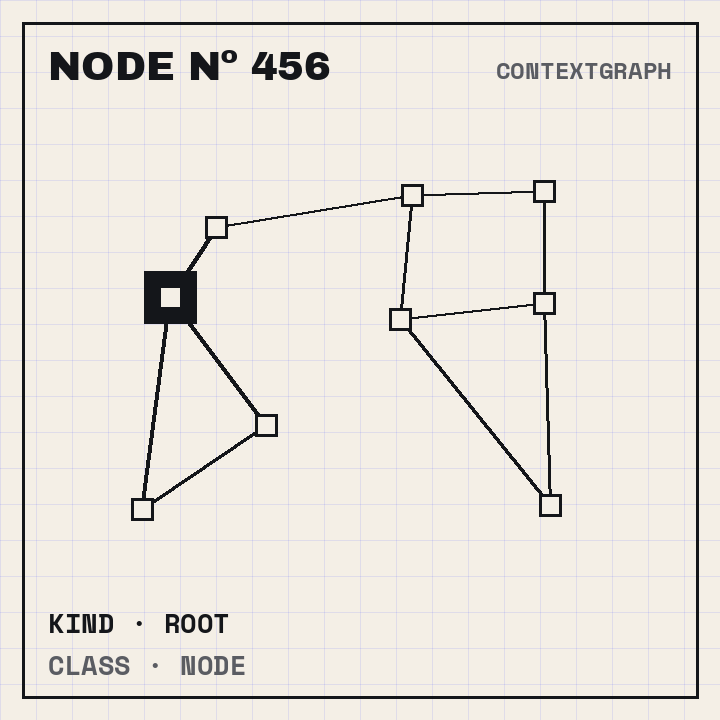 NODE Nº 456
CONTEXTGRAPH
KIND · ROOT
CLASS · NODE